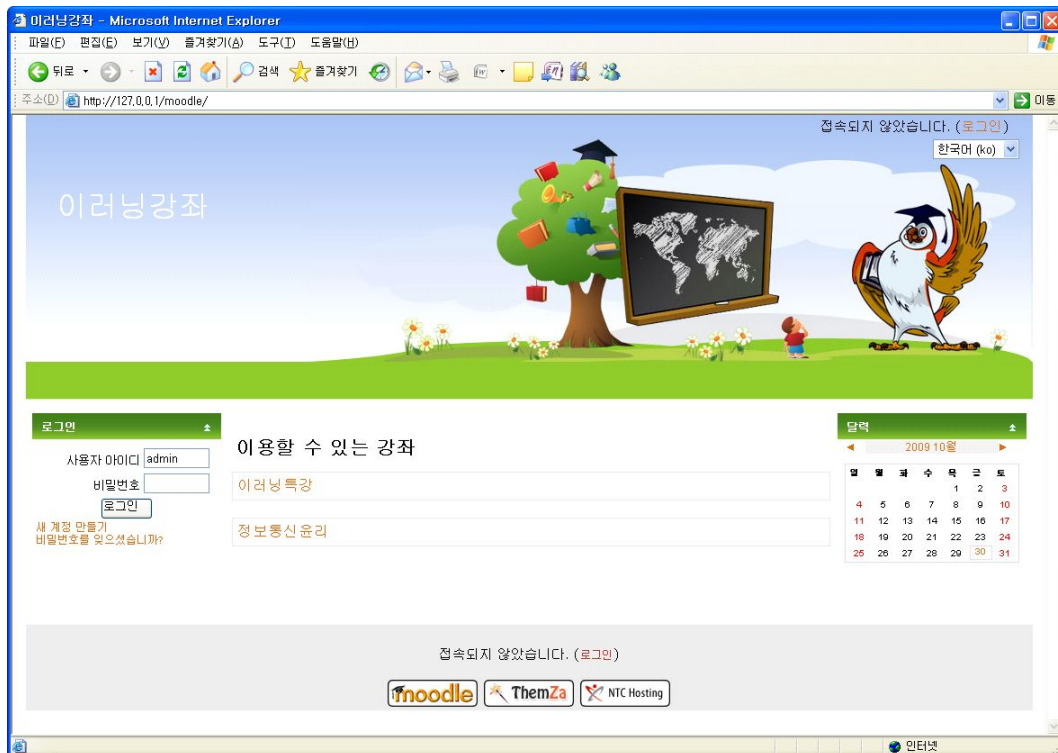 이러닝강좌 - Microsoft Internet Explorer
파일(F) 편집(E) 보기(V) 즐겨찾기(A) 도구(T) 도움말(H)
뒤로 검색 즐겨찾기
주소(D) http://127.0.0.1/moodle/ 이동
접속되지 않았습니다. (로그인)
한국어 (ko)
이러닝강좌
로그인
사용자 아이디 admin
비밀번호
로그인
새 계정 만들기
비밀번호를 잊으셨습니까?
이용할 수 있는 강좌
이러닝특강
정보통신윤리
달력
◄ 2009 10월 ►
일 월 화 수 목 금 토
1 2 3
4 5 6 7 8 9 10
11 12 13 14 15 16 17
18 19 20 21 22 23 24
25 26 27 28 29 30 31
접속되지 않았습니다. (로그인)
moodle ThemZa NTC Hosting
인터넷